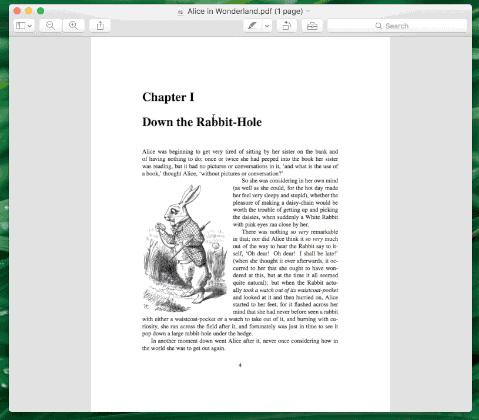 Alice in Wonderland.pdf (1 page)
Search
Chapter I
Down the Rabbit-Hole
Alice was beginning to get very tired of sitting by her sister on the bank and
of having nothing to do: once or twice she had peeped into the book her sister
was reading, but it had no pictures or conversations in it, 'and what is the use of
a book,' thought Alice, 'without pictures or conversation?'
So she was considering in her own mind
(as well as she could, for the hot day made
her feel very sleepy and stupid), whether the
pleasure of making a daisy-chain would be
worth the trouble of getting up and picking
the daisies, when suddenly a White Rabbit
with pink eyes ran close by her.
There was nothing so very remarkable
in that; nor did Alice think it so very much
out of the way to hear the Rabbit say to it-
self, 'Oh dear! Oh dear! I shall be late!'
(when she thought it over afterwards, it oc-
curred to her that she ought to have won-
dered at this, but at the time it all seemed
quite natural); but when the Rabbit actu-
ally took a watch out of its waistcoat-pocket
and looked at it and then hurried on, Alice
started to her feet, for it flashed across her
mind that she had never before seen a rabbit
with either a waistcoat-pocket or a watch to take out of it, and burning with cu-
riosity, she ran across the field after it, and fortunately was just in time to see it
pop down a large rabbit-hole under the hedge.
In another moment down went Alice after it, never once considering how in
the world she was to get out again.
4